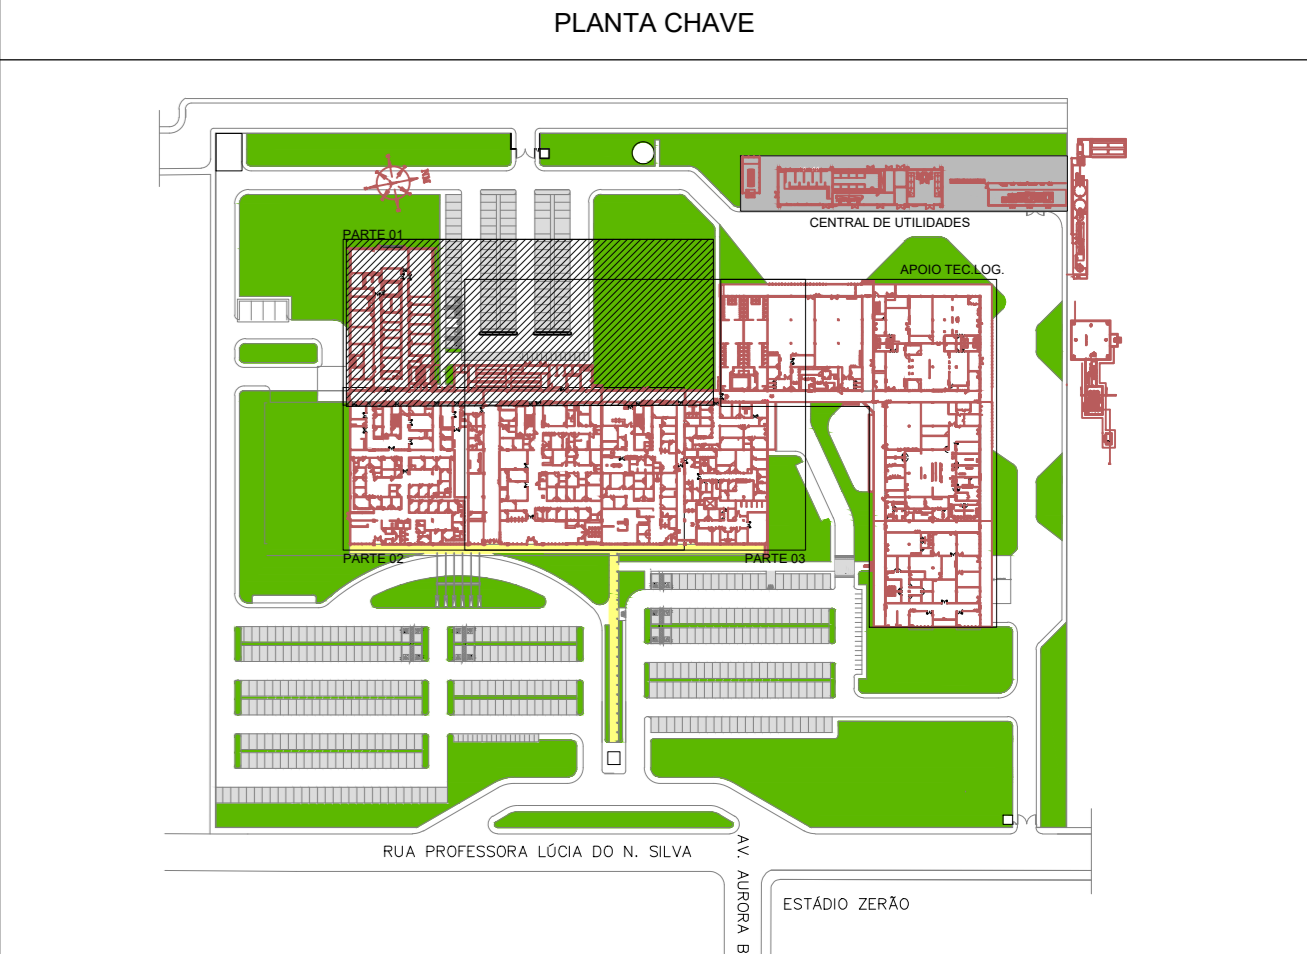 PLANTA CHAVE
CENTRAL DE UTILIDADES
PARTE 01
APOIO TEC.LOG.
PARTE 02
PARTE 03
RUA PROFESSORA LÚCIA DO N. SILVA
AV. AURORA B
ESTÁDIO ZERÃO